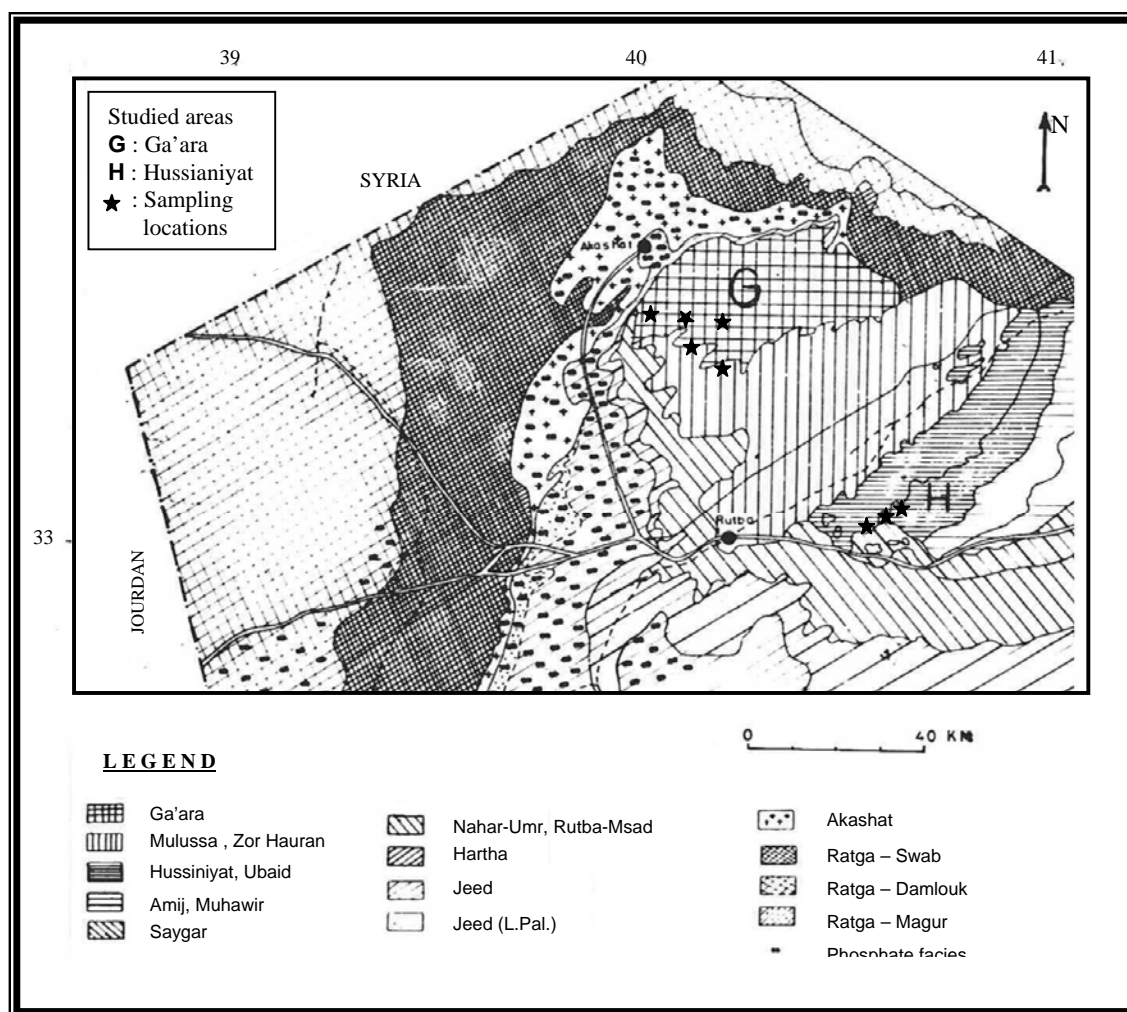 39 40 41
Studied areas
G : Ga'ara
H : Hussianiyat
★ : Sampling
locations
N
SYRIA
Akashat
G
H
Rutba
33
JOURDAN
0 40 KM
LEGEND
Ga'ara
Mulussa , Zor Hauran
Hussiniyat, Ubaid
Amij, Muhawir
Saygar
Nahar-Umr, Rutba-Msad
Hartha
Jeed
Jeed (L.Pal.)
Akashat
Ratga – Swab
Ratga – Damlouk
Ratga – Magur
Phosphate facies